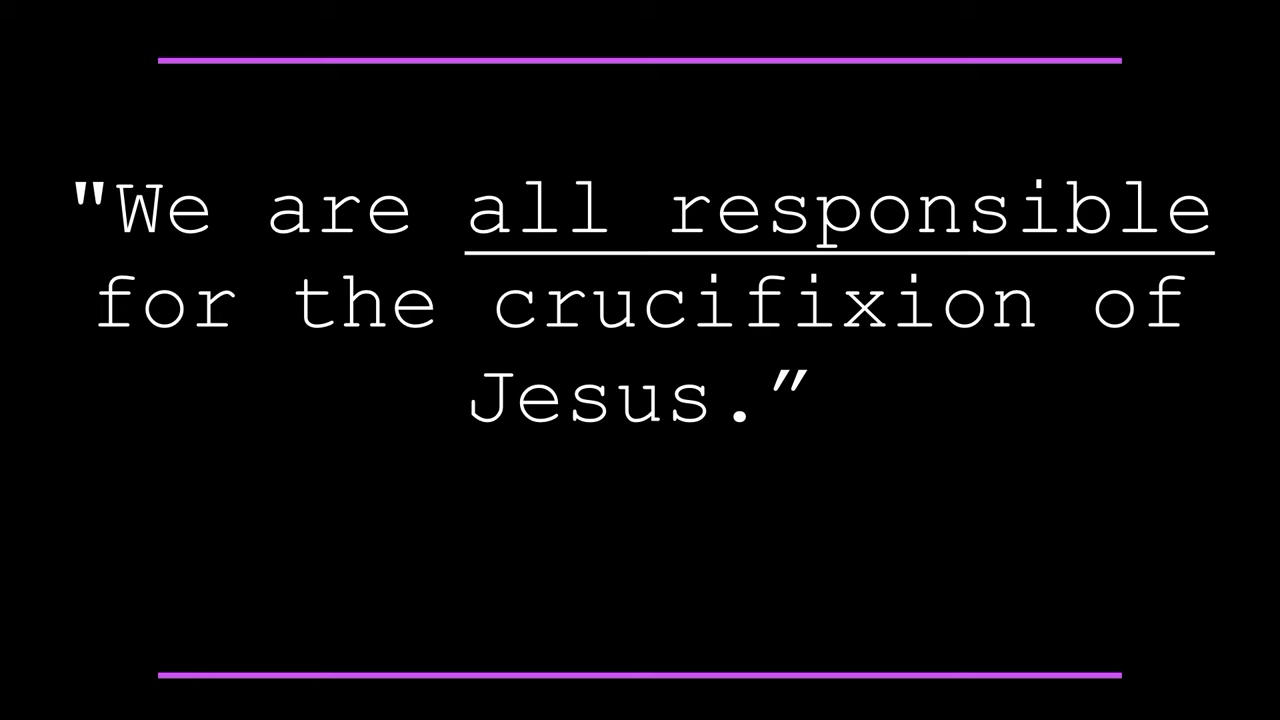 "We are all responsible
for the crucifixion of
Jesus.”